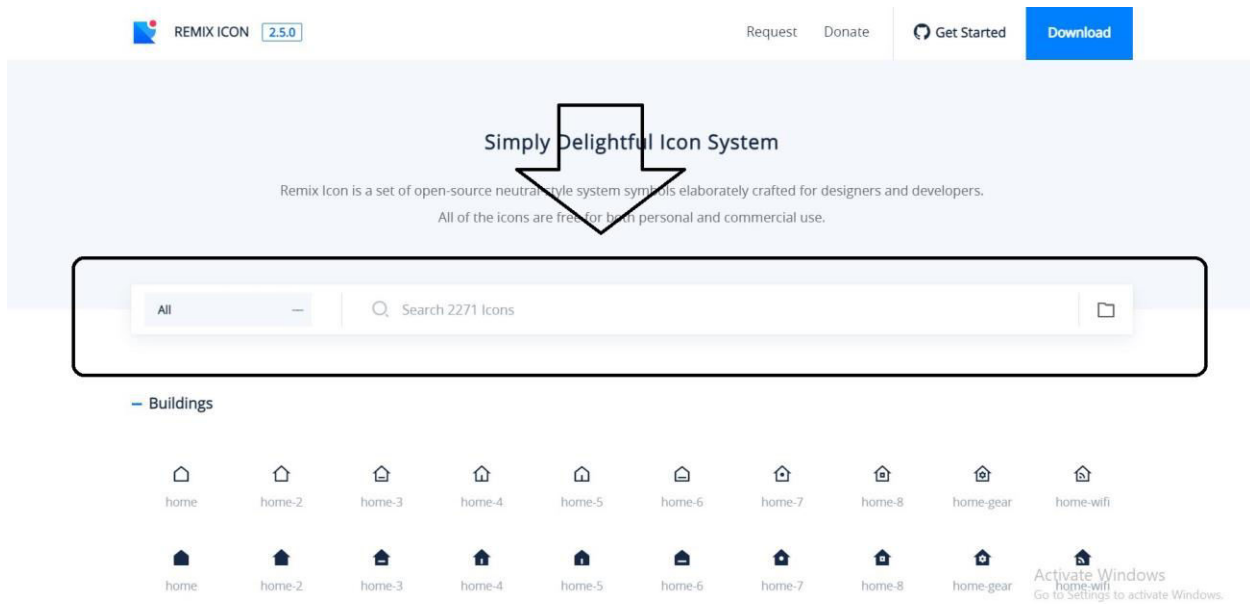 REMIX ICON 2.5.0 Request Donate Get Started Download
Simply Delightful Icon System
Remix Icon is a set of open-source neutral-style system symbols elaborately crafted for designers and developers.
All of the icons are free for both personal and commercial use.
All Search 2271 Icons
Buildings
home home-2 home-3 home-4 home-5 home-6 home-7 home-8 home-gear home-wifi
home home-2 home-3 home-4 home-5 home-6 home-7 home-8 home-gear home-wifi
Activate Windows
Go to Settings to activate Windows.